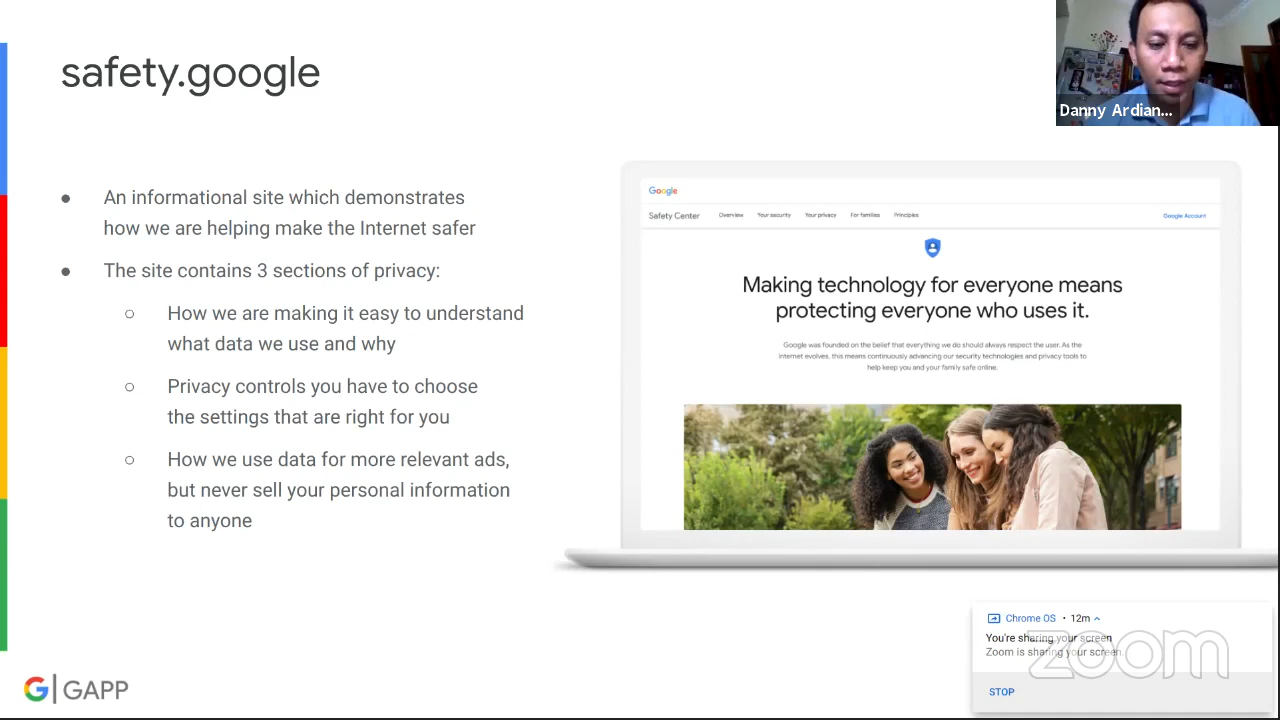 safety.google
Danny Ardian...
● An informational site which demonstrates
how we are helping make the Internet safer
● The site contains 3 sections of privacy:
○ How we are making it easy to understand
what data we use and why
○ Privacy controls you have to choose
the settings that are right for you
○ How we use data for more relevant ads,
but never sell your personal information
to anyone
Google
Safety Center Overview Your security Your privacy For families Principles Google Account
Making technology for everyone means
protecting everyone who uses it.
Google was founded on the belief that everything we do should always respect the user. As the
internet evolves, this means continuously advancing our security technologies and privacy tools to
help keep you and your family safe online.
Chrome OS • 12m
You're sharing your screen
Zoom is sharing your screen.
zoom
STOP
G | GAPP